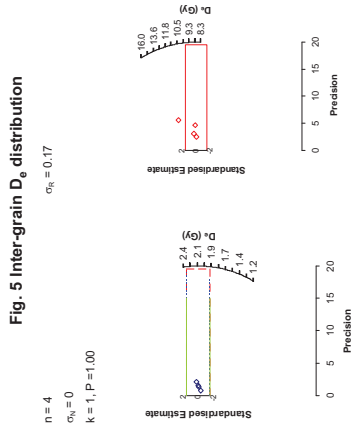 Fig. 5 Inter-grain De distribution
n = 4
σN = 0
k = 1, P =1.00
σR = 0.17
Standardised Estimate
2
0
-2
De (Gy)
2.4
2.1
1.9
1.7
1.4
1.2
0 5 10 15 20
Precision
Standardised Estimate
2
0
-2
De (Gy)
16.0
13.6
11.8
10.5
9.3
8.3
0 5 10 15 20
Precision